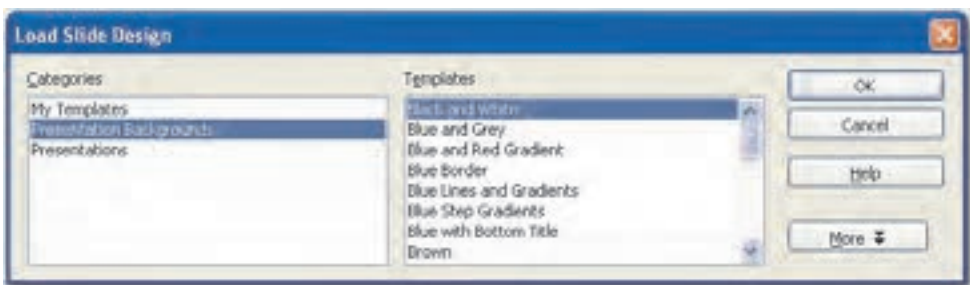 Load Slide Design
Categories
My Templates
Presentation Backgrounds
Presentations
Templates
Black and White
Blue and Grey
Blue and Red Gradient
Blue Border
Blue Lines and Gradients
Blue Step Gradients
Blue with Bottom Title
Brown
OK
Cancel
Help
More